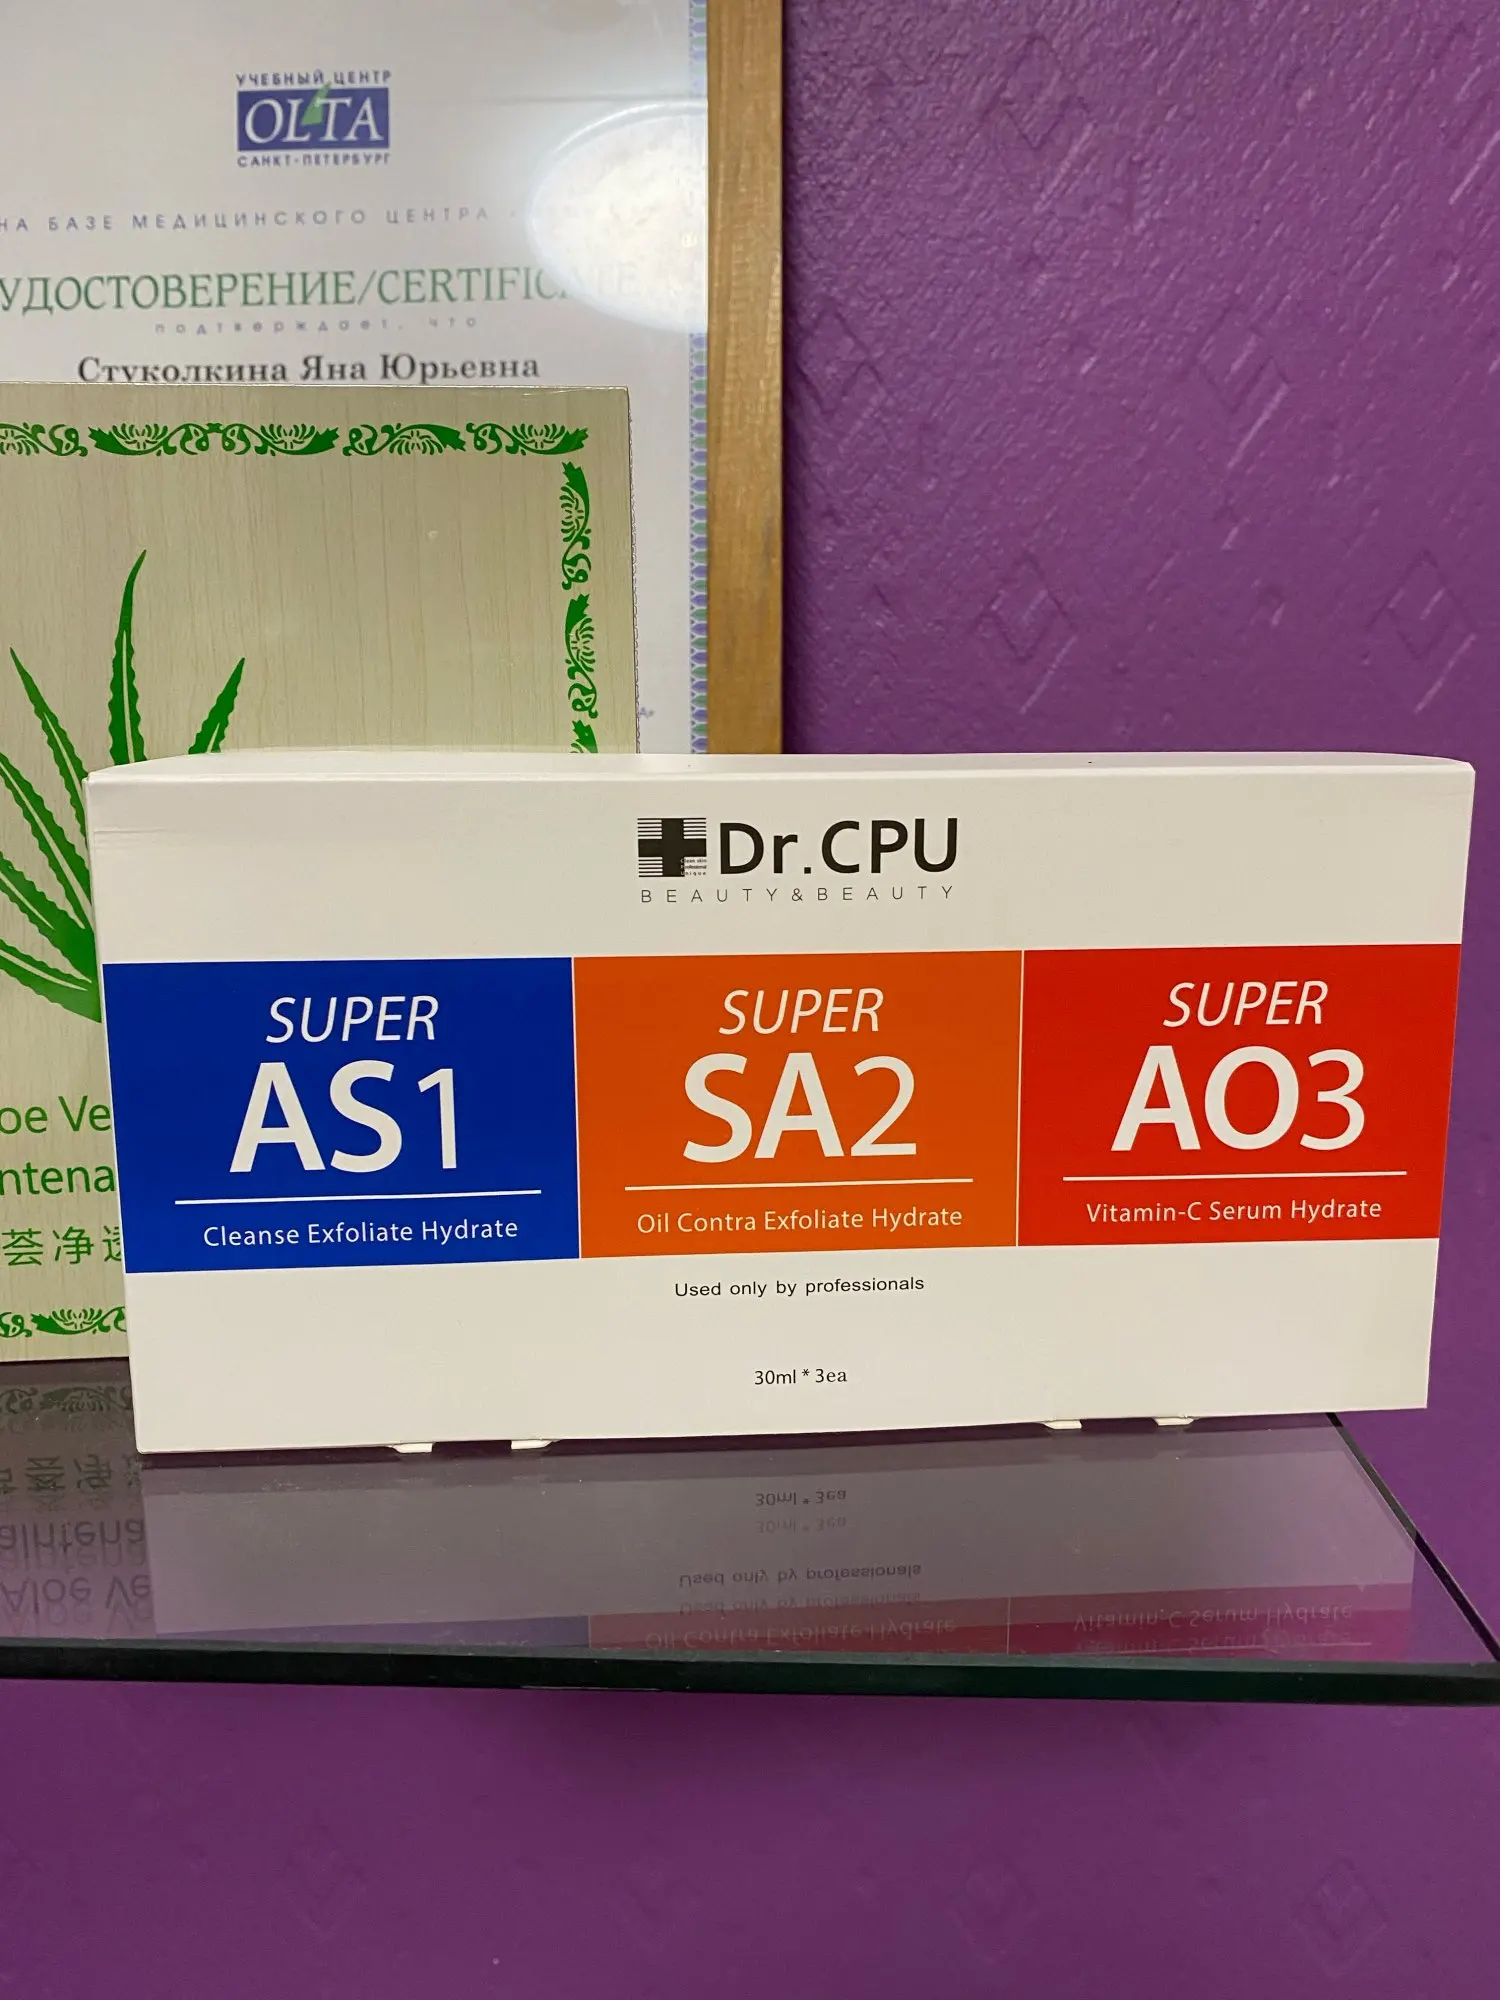 УЧЕБНЫЙ ЦЕНТР
OLTA
САНКТ-ПЕТЕРБУРГ
НА БАЗЕ МЕДИЦИНСКОГО ЦЕНТРА
УДОСТОВЕРЕНИЕ/CERTIFICATE
подтверждает, что
Стуколкина Яна Юрьевна
oe Ve
ntena
荟净透
Dr.CPU
BEAUTY&BEAUTY
SUPER
AS1
Cleanse Exfoliate Hydrate
SUPER
SA2
Oil Contra Exfoliate Hydrate
SUPER
AO3
Vitamin-C Serum Hydrate
Used only by professionals
30ml * 3ea